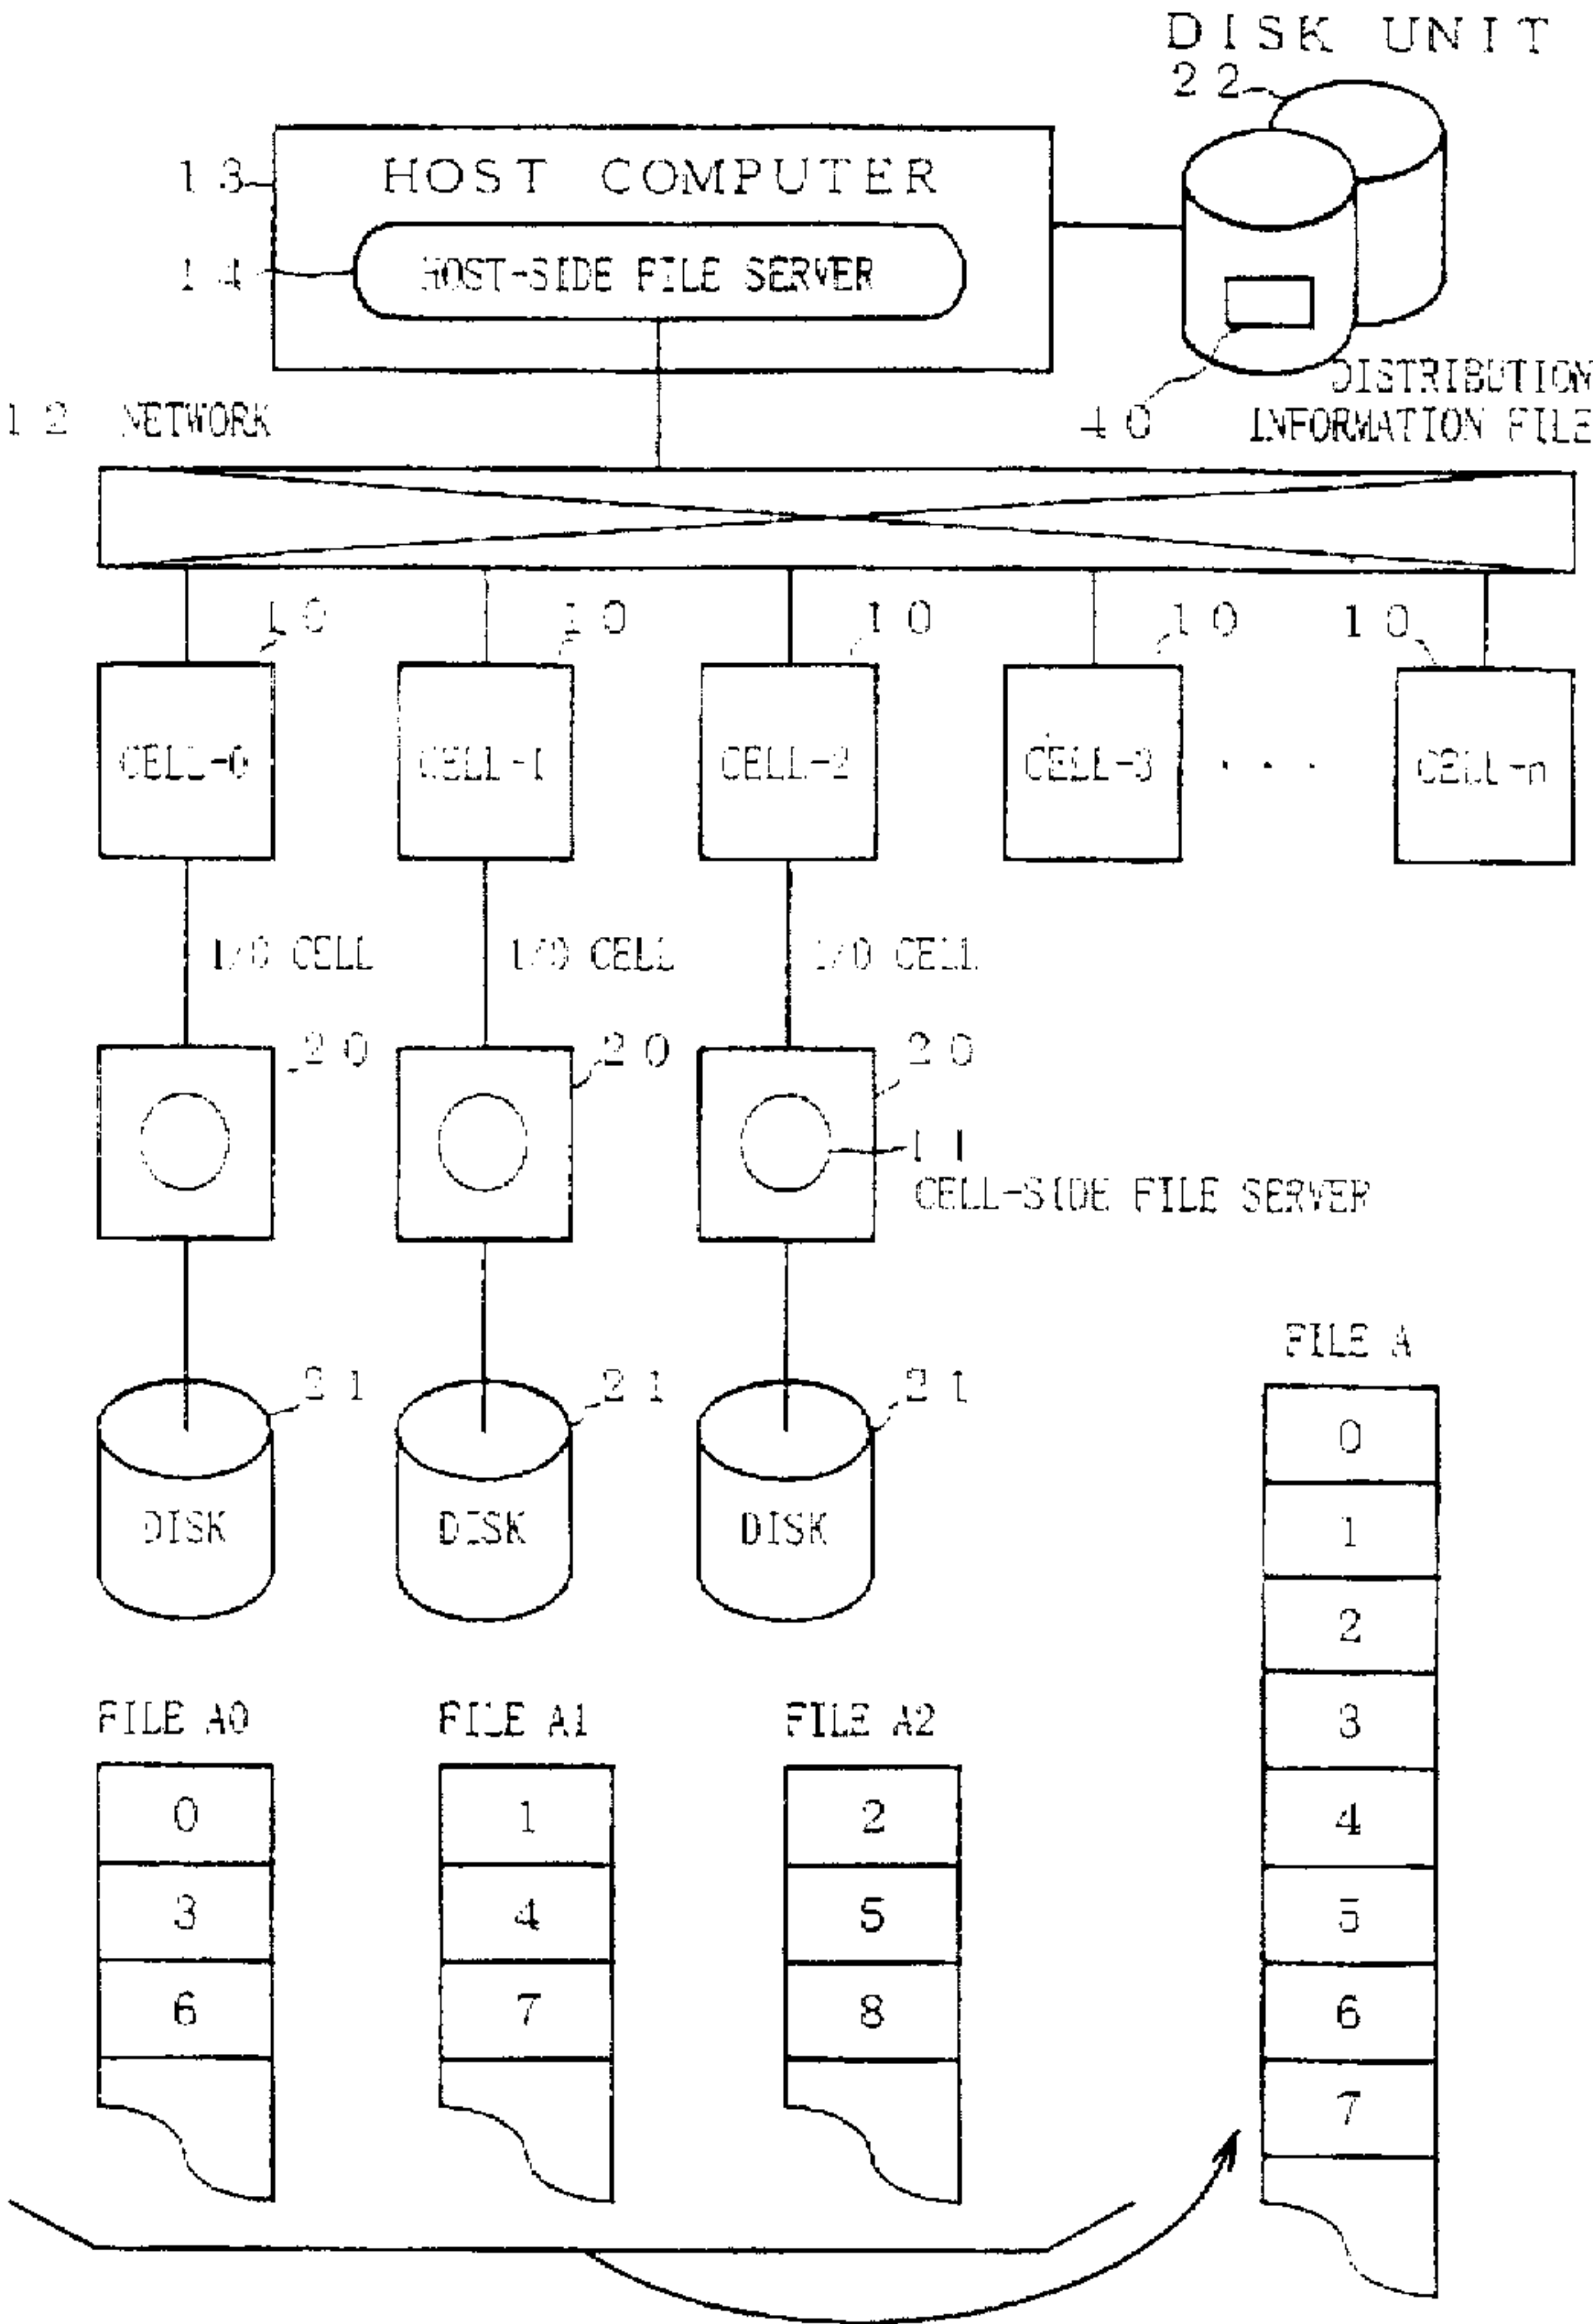 DISK UNIT
22
13
HOST COMPUTER
14
HOST-SIDE FILE SERVER
DISTRIBUTION
12 NETWORK
40
INFORMATION FILE
10 10 10 10 10
CELL-0 CELL-1 CELL-2 CELL-3 . . . CELL-n
I/O CELL I/O CELL I/O CELL
20 20 20
11
CELL-SIDE FILE SERVER
FILE A
21 21 21
0
DISK DISK DISK
1
2
3
4
5
6
7
FILE A0 FILE A1 FILE A2
0 1 2
3 4 5
6 7 8